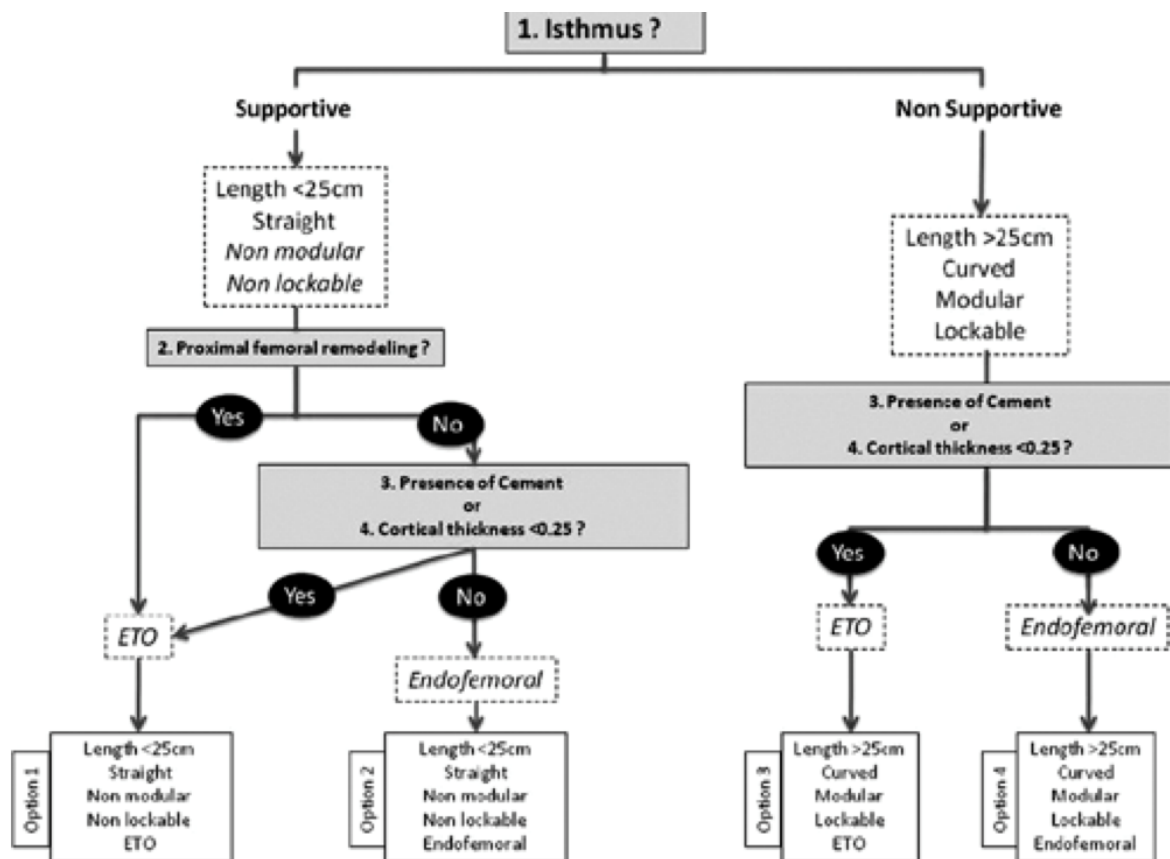 1. Isthmus ?
Supportive
Non Supportive
Length <25cm
Straight
Non modular
Non lockable
Length >25cm
Curved
Modular
Lockable
2. Proximal femoral remodeling ?
Yes
No
3. Presence of Cement
or
4. Cortical thickness <0.25 ?
3. Presence of Cement
or
4. Cortical thickness <0.25 ?
Yes
No
Yes
No
ETO
Endofemoral
ETO
Endofemoral
Option 1
Length <25cm
Straight
Non modular
Non lockable
ETO
Option 2
Length <25cm
Straight
Non modular
Non lockable
Endofemoral
Option 3
Length >25cm
Curved
Modular
Lockable
ETO
Option 4
Length >25cm
Curved
Modular
Lockable
Endofemoral